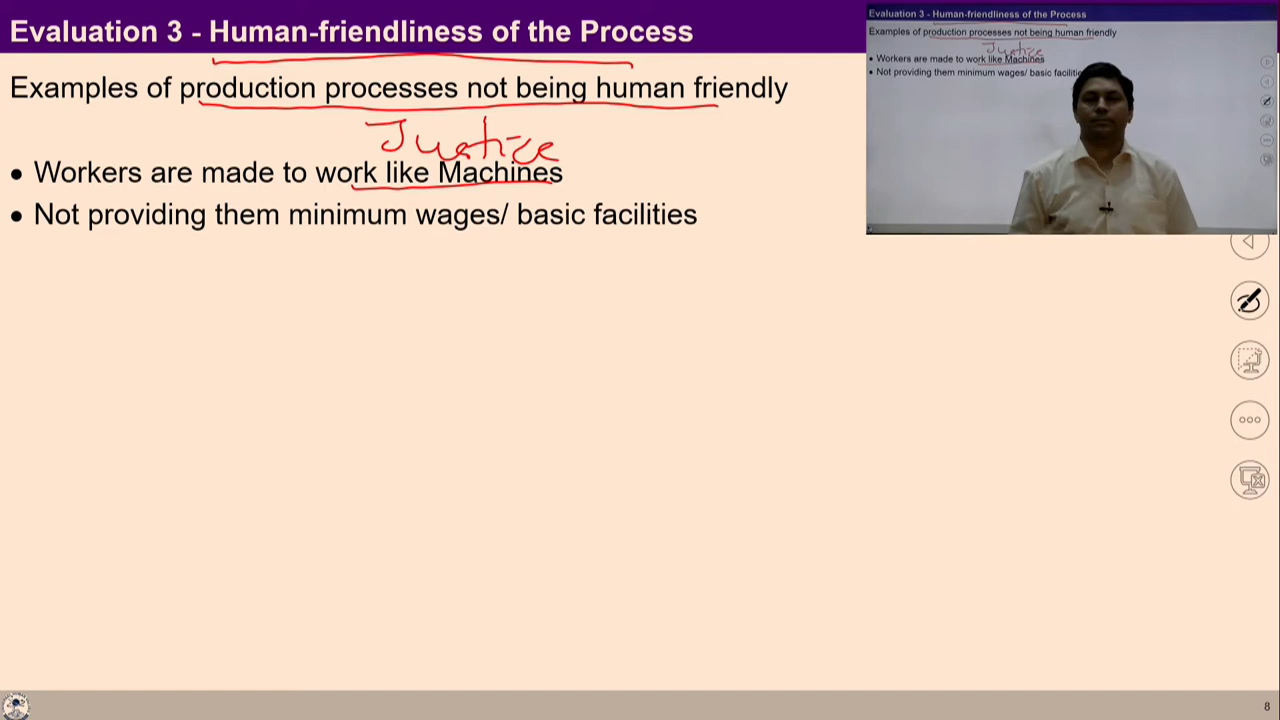 Evaluation 3 - Human-friendliness of the Process
Examples of production processes not being human friendly
Justice
• Workers are made to work like Machines
• Not providing them minimum wages/ basic facilities
Evaluation 3 - Human-friendliness of the Process
Examples of production processes not being human friendly
Justice
• Workers are made to work like Machines
• Not providing them minimum wages/ basic
8